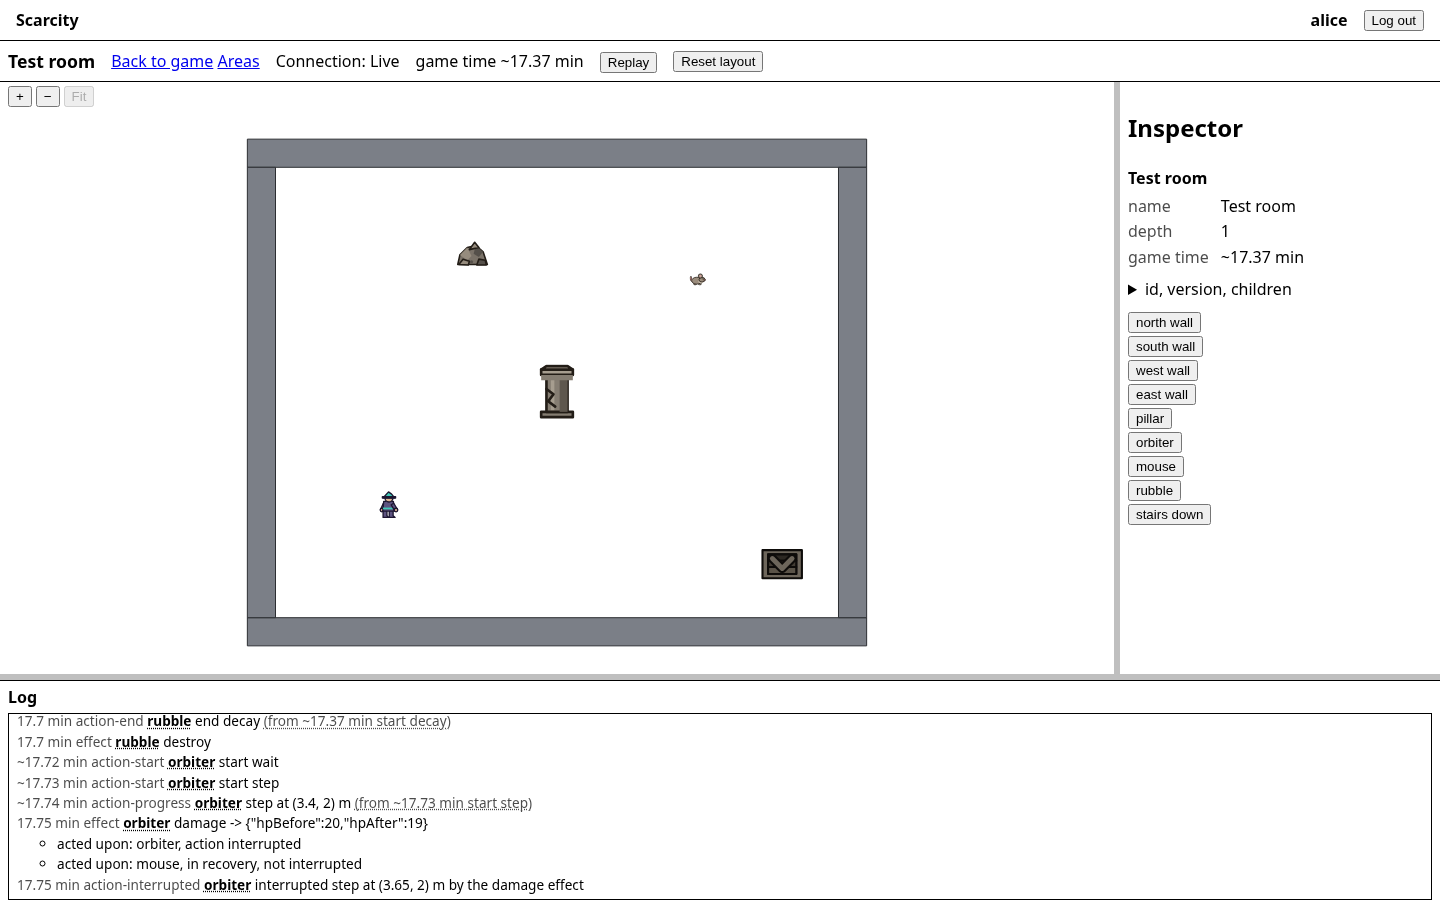 Scarcity alice Log out
Test room Back to game Areas Connection: Live game time ~17.37 min Replay Reset layout
+ − Fit
Inspector
Test room
name Test room
depth 1
game time ~17.37 min
id, version, children
north wall
south wall
west wall
east wall
pillar
orbiter
mouse
rubble
stairs down
Log
17.7 min action-end rubble end decay (from ~17.37 min start decay)
17.7 min effect rubble destroy
~17.72 min action-start orbiter start wait
~17.73 min action-start orbiter start step
~17.74 min action-progress orbiter step at (3.4, 2) m (from ~17.73 min start step)
17.75 min effect orbiter damage -> {"hpBefore":20,"hpAfter":19}
acted upon: orbiter, action interrupted
acted upon: mouse, in recovery, not interrupted
17.75 min action-interrupted orbiter interrupted step at (3.65, 2) m by the damage effect